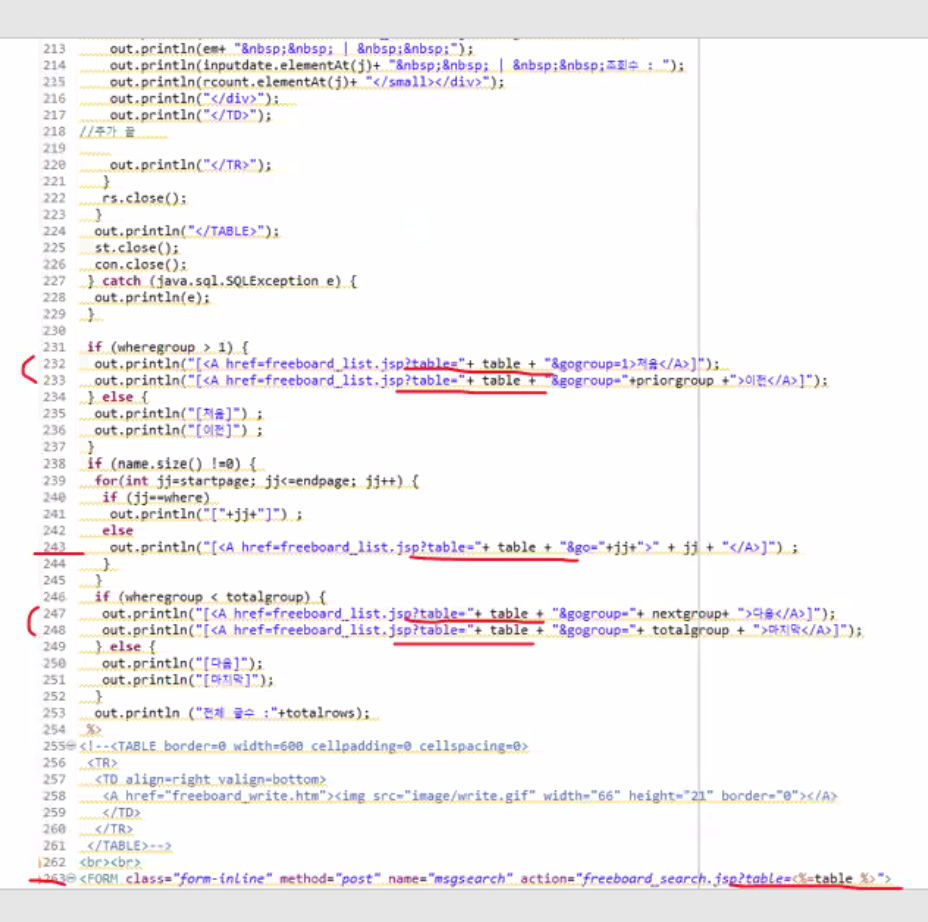 213 out.println(em+ "&nbsp;&nbsp; | &nbsp;&nbsp;");
214 out.println(inputdate.elementAt(j)+ "&nbsp;&nbsp; | &nbsp;&nbsp;조회수 : ");
215 out.println(rcount.elementAt(j)+ "</small></div>");
216 out.println("</div>");
217 out.println("</TD>");
218 //추가 끝
219
220 out.println("</TR>");
221 }
222 rs.close();
223 }
224 out.println("</TABLE>");
225 st.close();
226 con.close();
227 } catch (java.sql.SQLException e) {
228 out.println(e);
229 }
230
231 if (wheregroup > 1) {
232 out.println("[<A href=freeboard_list.jsp?table="+ table + "&gogroup=1>처음</A>]");
233 out.println("[<A href=freeboard_list.jsp?table="+ table + "&gogroup="+priorgroup +">이전</A>]");
234 } else {
235 out.println("[처음]") ;
236 out.println("[이전]") ;
237 }
238 if (name.size() !=0) {
239 for(int jj=startpage; jj<=endpage; jj++) {
240 if (jj==where)
241 out.println("["+jj+"]") ;
242 else
243 out.println("[<A href=freeboard_list.jsp?table="+ table + "&go="+jj+">" + jj + "</A>]") ;
244 }
245 }
246 if (wheregroup < totalgroup) {
247 out.println("[<A href=freeboard_list.jsp?table="+ table + "&gogroup="+ nextgroup+ ">다음</A>]");
248 out.println("[<A href=freeboard_list.jsp?table="+ table + "&gogroup="+ totalgroup + ">마지막</A>]");
249 } else {
250 out.println("[다음]");
251 out.println("[마지막]");
252 }
253 out.println ("전체 글수 :"+totalrows);
254 %>
255 <!--<TABLE border=0 width=600 cellpadding=0 cellspacing=0>
256 <TR>
257 <TD align=right valign=bottom>
258 <A href="freeboard_write.htm"><img src="image/write.gif" width="66" height="21" border="0"></A>
259 </TD>
260 </TR>
261 </TABLE>-->
262 <br><br>
263 <FORM class="form-inline" method="post" name="msgsearch" action="freeboard_search.jsp?table=<%=table %>">